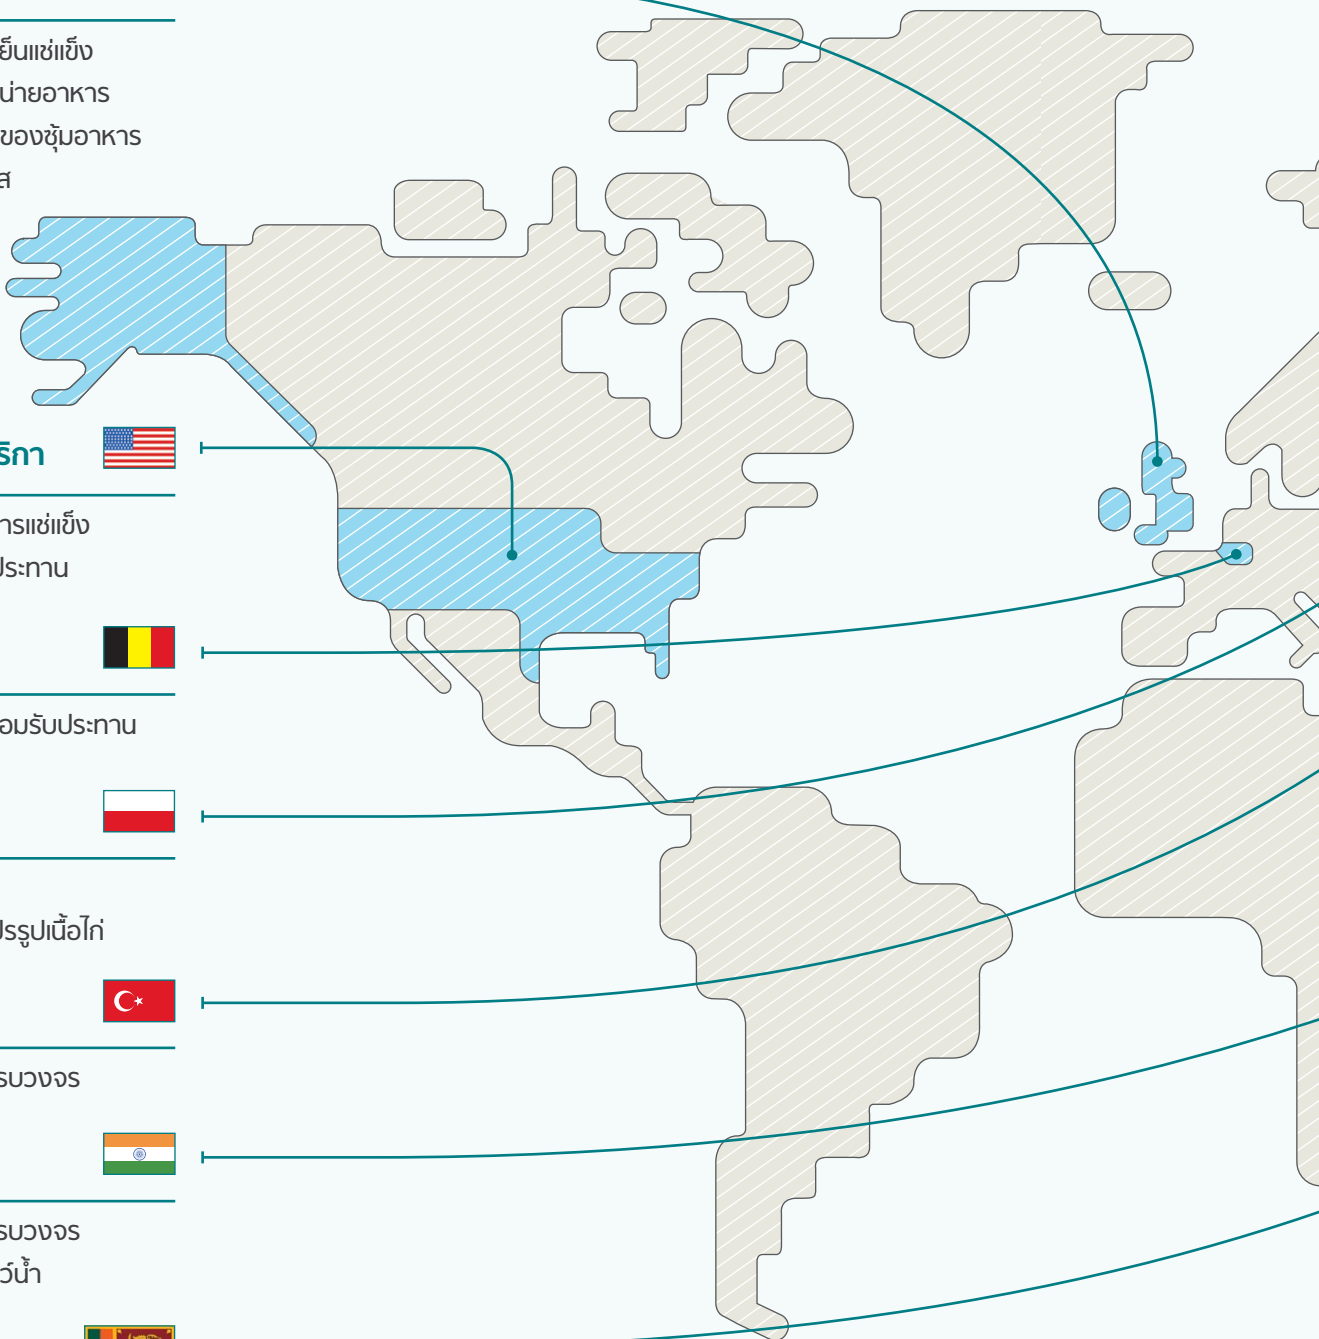 ย็นแช่แข็ง
น่ายอาหาร
ของซุ้มอาหาร
ส
ริกา
ารแช่แข็ง
ประทาน
อมรับประทาน
ปรรูปเนื้อไก่
รบวงจร
รบวงจร
ว์น้ำ